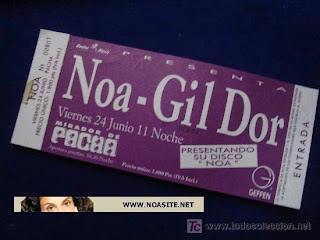 PRESENTA
Noa - Gil Dor
Viernes 24 Junio 11 Noche
MIRADOR DE
PACHA
PRESENTANDO
SU DISCO
"NOA"
GEFFEN
ENTRADA
NOA
WWW.NOASITE.NET
todocoleccion.net